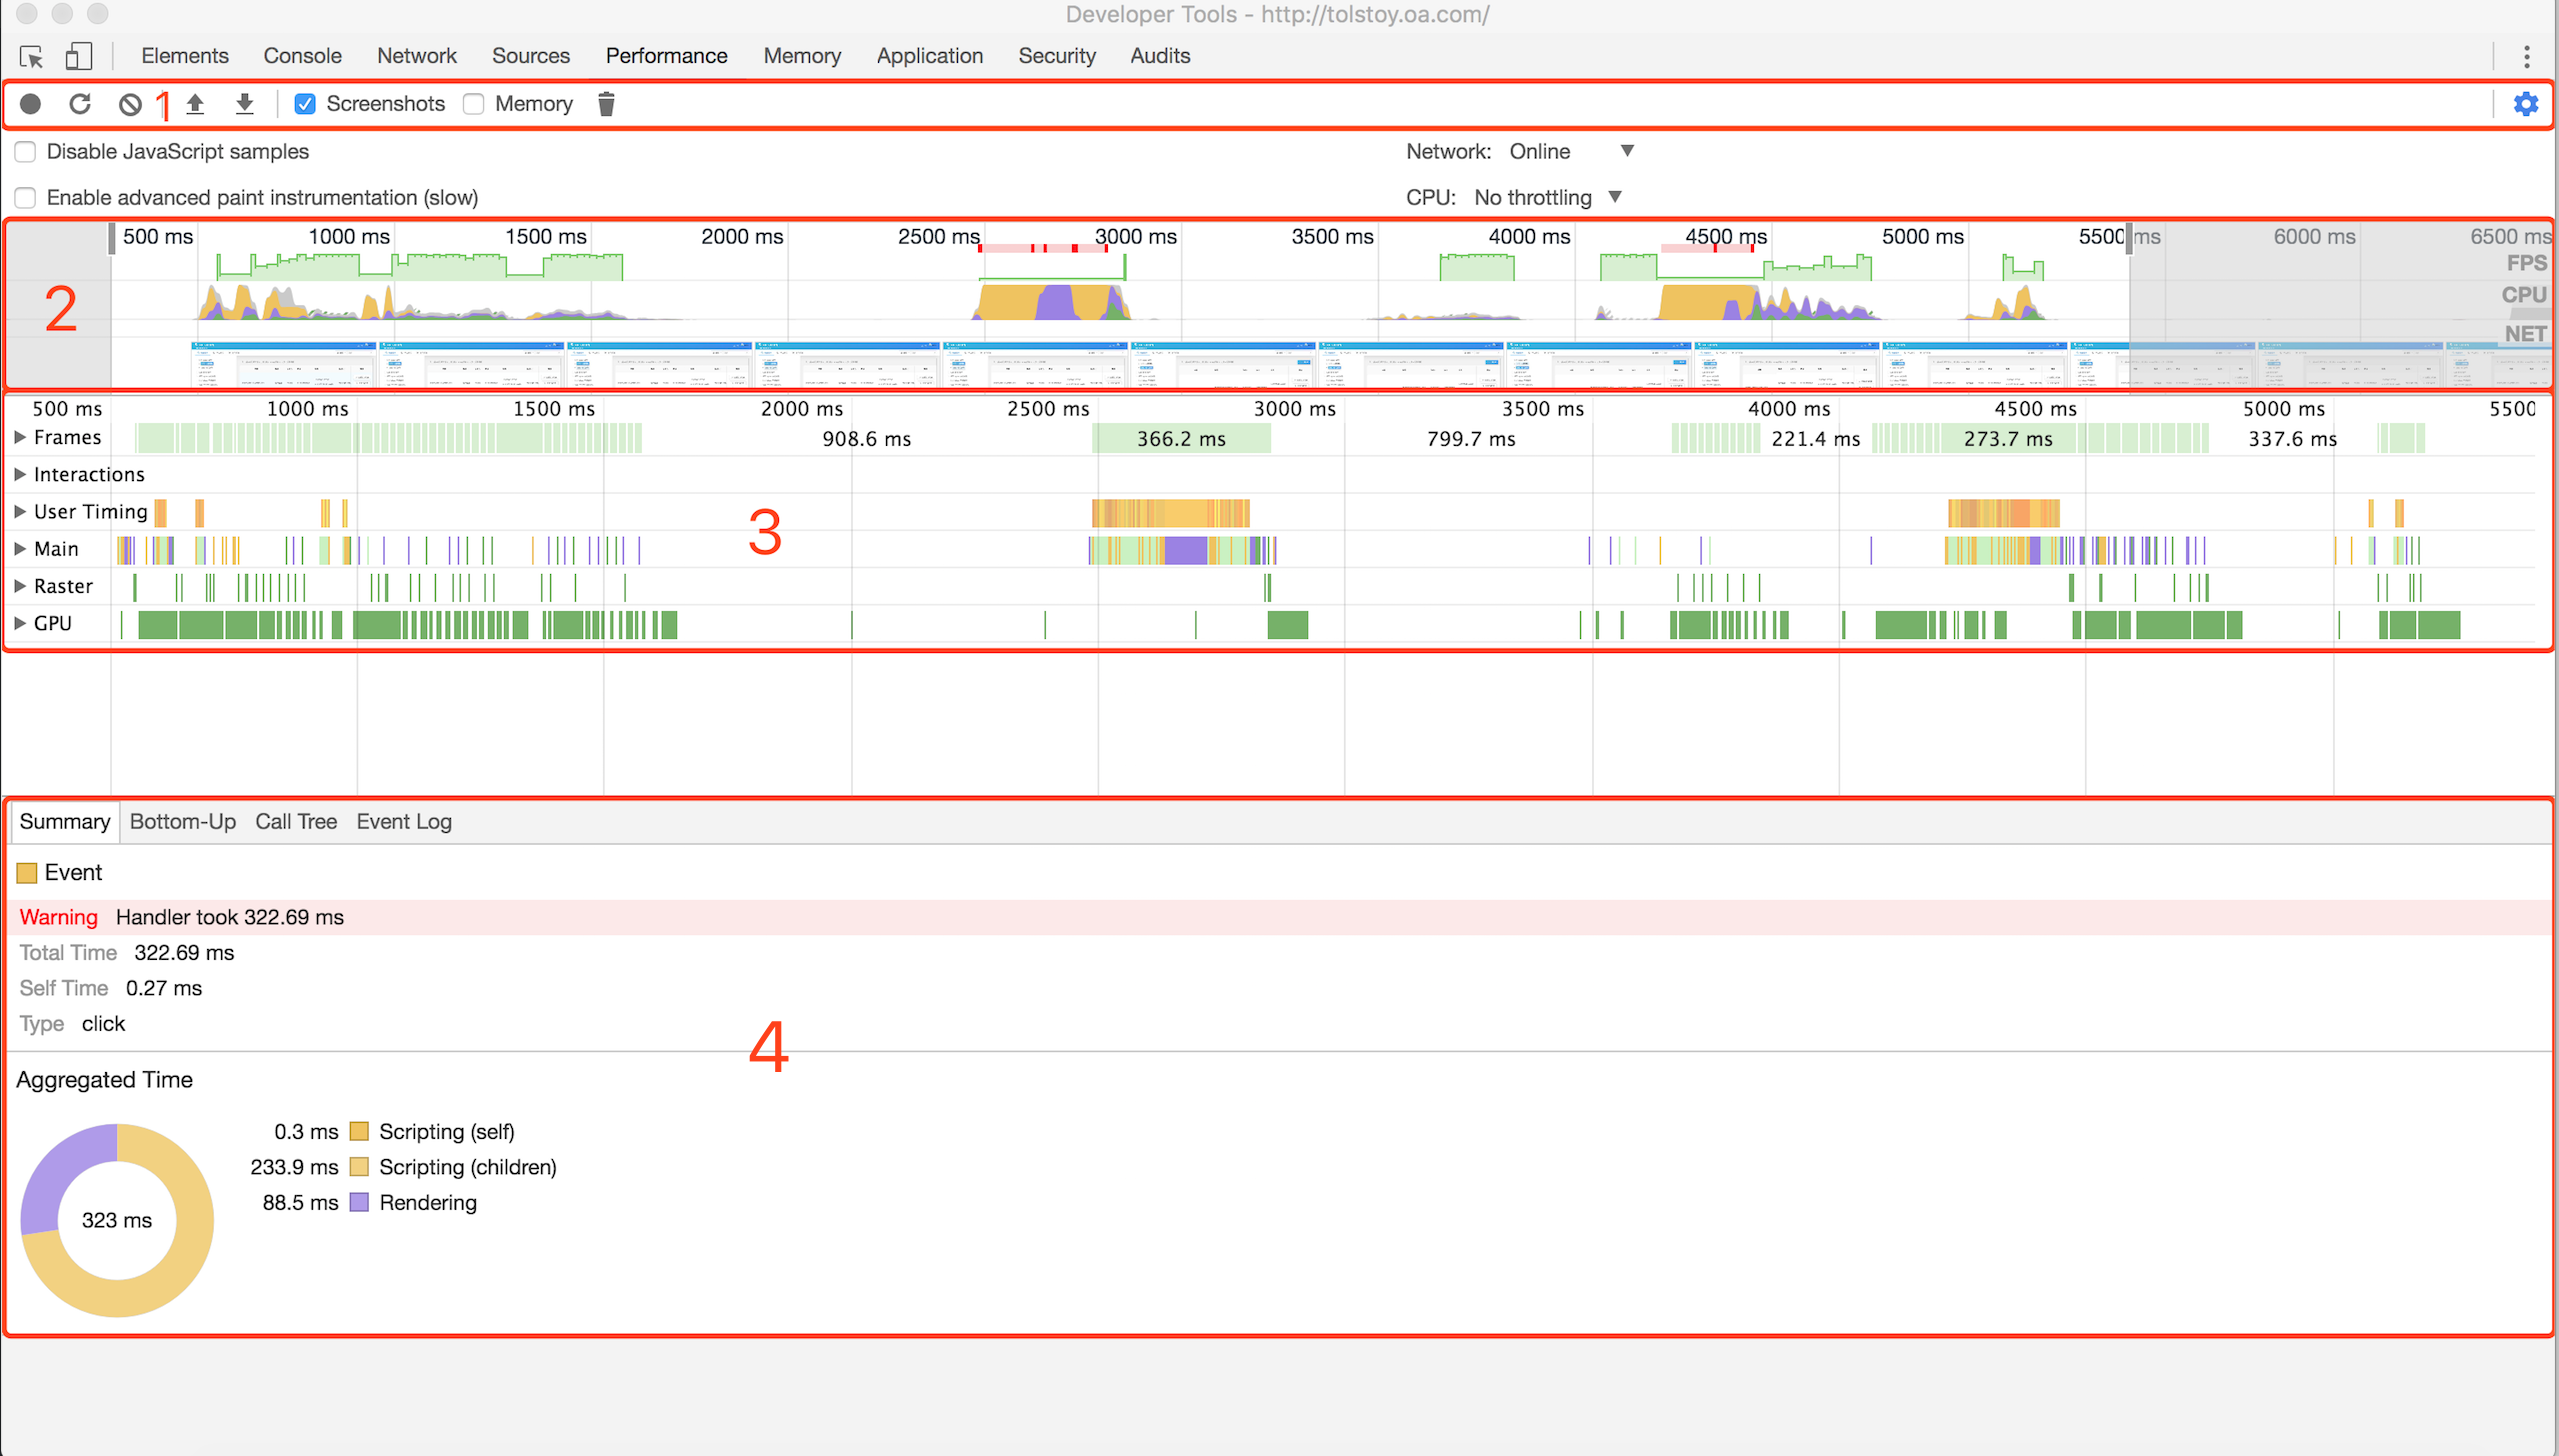 Developer Tools - http://tolstoy.oa.com/
Elements Console Network Sources Performance Memory Application Security Audits
1 Screenshots Memory
Disable JavaScript samples Network: Online
Enable advanced paint instrumentation (slow) CPU: No throttling
500 ms 1000 ms 1500 ms 2000 ms 2500 ms 3000 ms 3500 ms 4000 ms 4500 ms 5000 ms 5500 ms 6000 ms 6500 ms
FPS
2 CPU
NET
500 ms 1000 ms 1500 ms 2000 ms 2500 ms 3000 ms 3500 ms 4000 ms 4500 ms 5000 ms 5500
Frames 908.6 ms 366.2 ms 799.7 ms 221.4 ms 273.7 ms 337.6 ms
Interactions
User Timing
3
Main
Raster
GPU
Summary Bottom-Up Call Tree Event Log
Event
Warning Handler took 322.69 ms
Total Time 322.69 ms
Self Time 0.27 ms
Type click
4
Aggregated Time
0.3 ms Scripting (self)
233.9 ms Scripting (children)
88.5 ms Rendering
323 ms